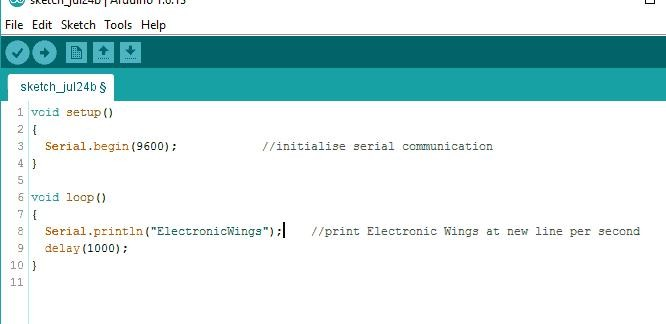 sketch_jul24b | Arduino 1.6.13
File Edit Sketch Tools Help
sketch_jul24b §
1 void setup()
2 {
3 Serial.begin(9600); //initialise serial communication
4 }
5
6 void loop()
7 {
8 Serial.println("ElectronicWings"); //print Electronic Wings at new line per second
9 delay(1000);
10 }
11